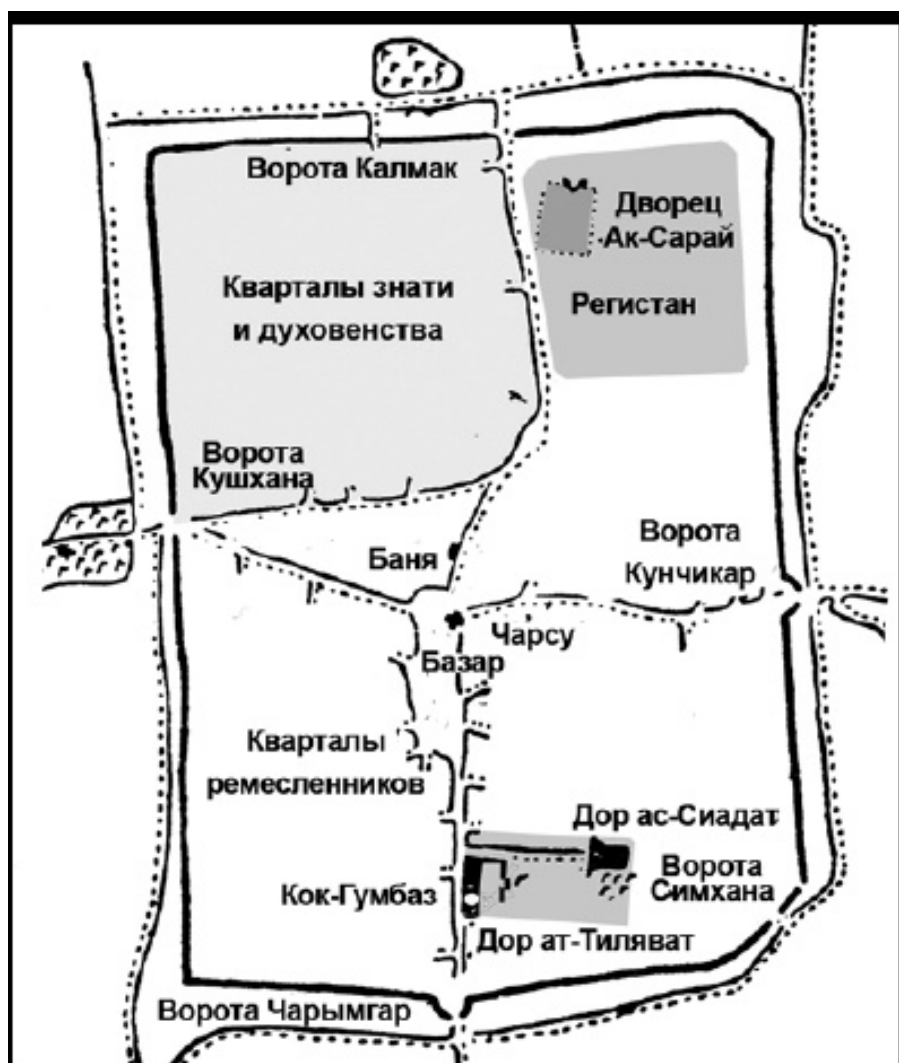 Ворота Калмак
Дворец
Ак-Сарай
Регистан
Кварталы знати
и духовенства
Ворота
Кушхана
Ворота
Кунчикар
Баня
Чарсу
Базар
Кварталы
ремесленников
Дор ас-Сиадат
Ворота
Симхана
Кок-Гумбаз
Дор ат-Тиляват
Ворота Чарымгар